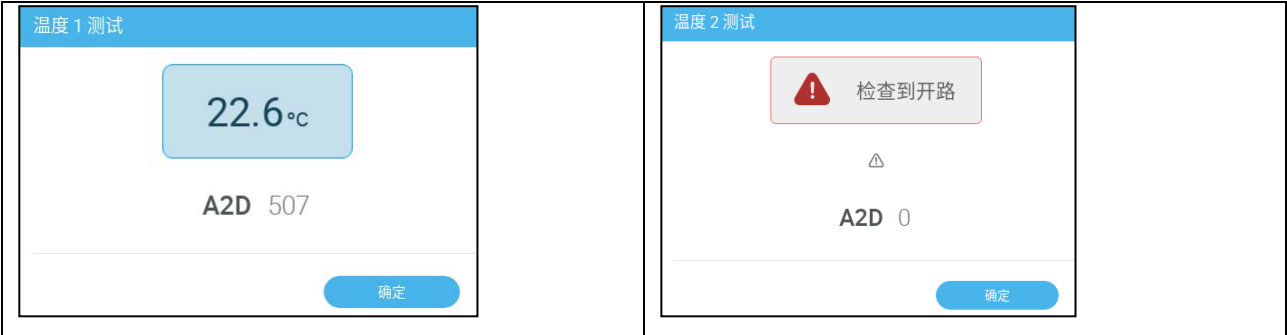 温度 1 测试
22.6°C
A2D 507
确定
温度 2 测试
检查到开路
A2D 0
确定